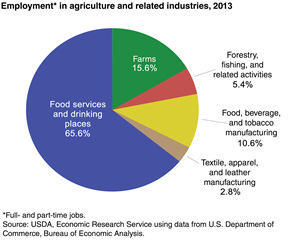 Employment* in agriculture and related industries, 2013
Farms
15.6%
Forestry,
fishing, and
related activities
5.4%
Food services
and drinking
places
65.6%
Food, beverage,
and tobacco
manufacturing
10.6%
Textile, apparel,
and leather
manufacturing
2.8%
*Full- and part-time jobs.
Source: USDA, Economic Research Service using data from U.S. Department of
Commerce, Bureau of Economic Analysis.